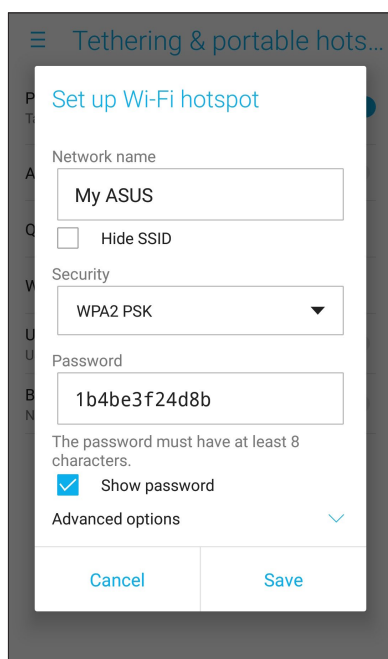 Tethering & portable hots...
P
Set up Wi-Fi hotspot
Ta
Network name
A
My ASUS
Q
Hide SSID
Security
W
WPA2 PSK
U
U
Password
B
1b4be3f24d8b
N
The password must have at least 8
characters.
Show password
Advanced options
Cancel
Save